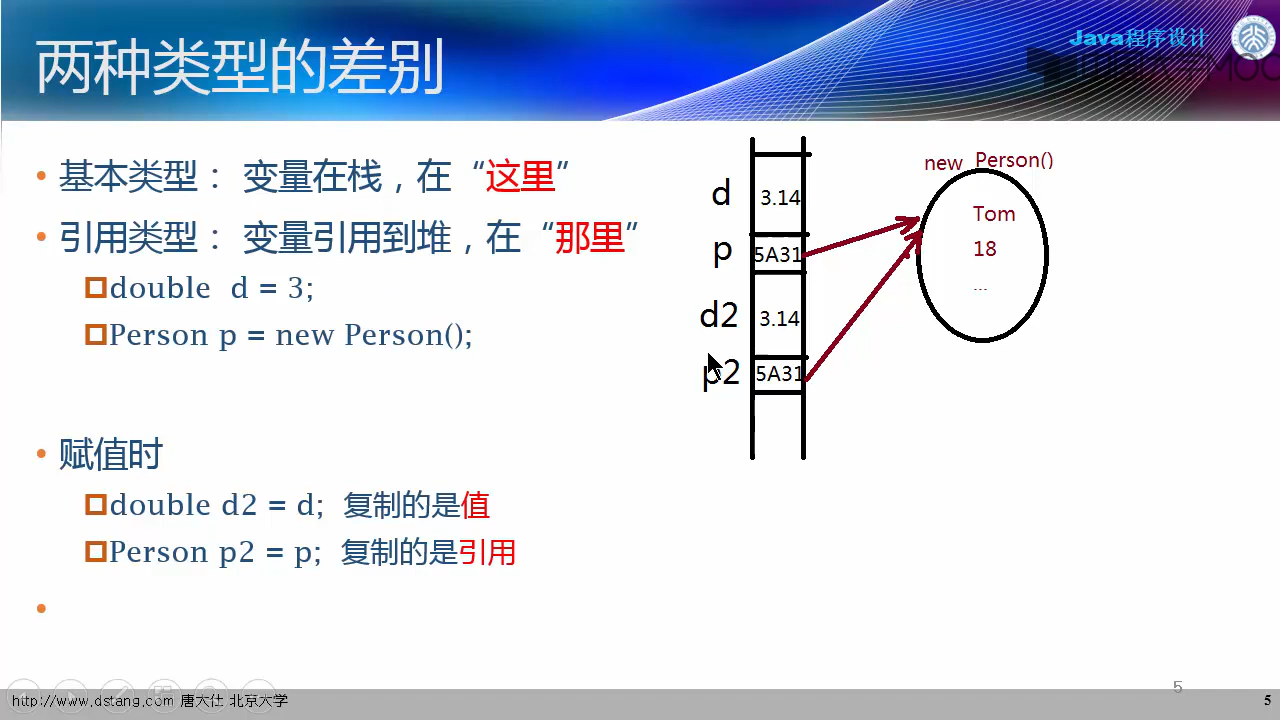 两种类型的差别
Java程序设计
• 基本类型： 变量在栈，在“这里”
• 引用类型： 变量引用到堆，在“那里”
double d = 3;
Person p = new Person();
• 赋值时
double d2 = d; 复制的是值
Person p2 = p; 复制的是引用
•
d 3.14
p 5A31
d2 3.14
p2 5A31
new Person()
Tom
18
...
5
http://www.dstang.com 唐大仕 北京大学
5